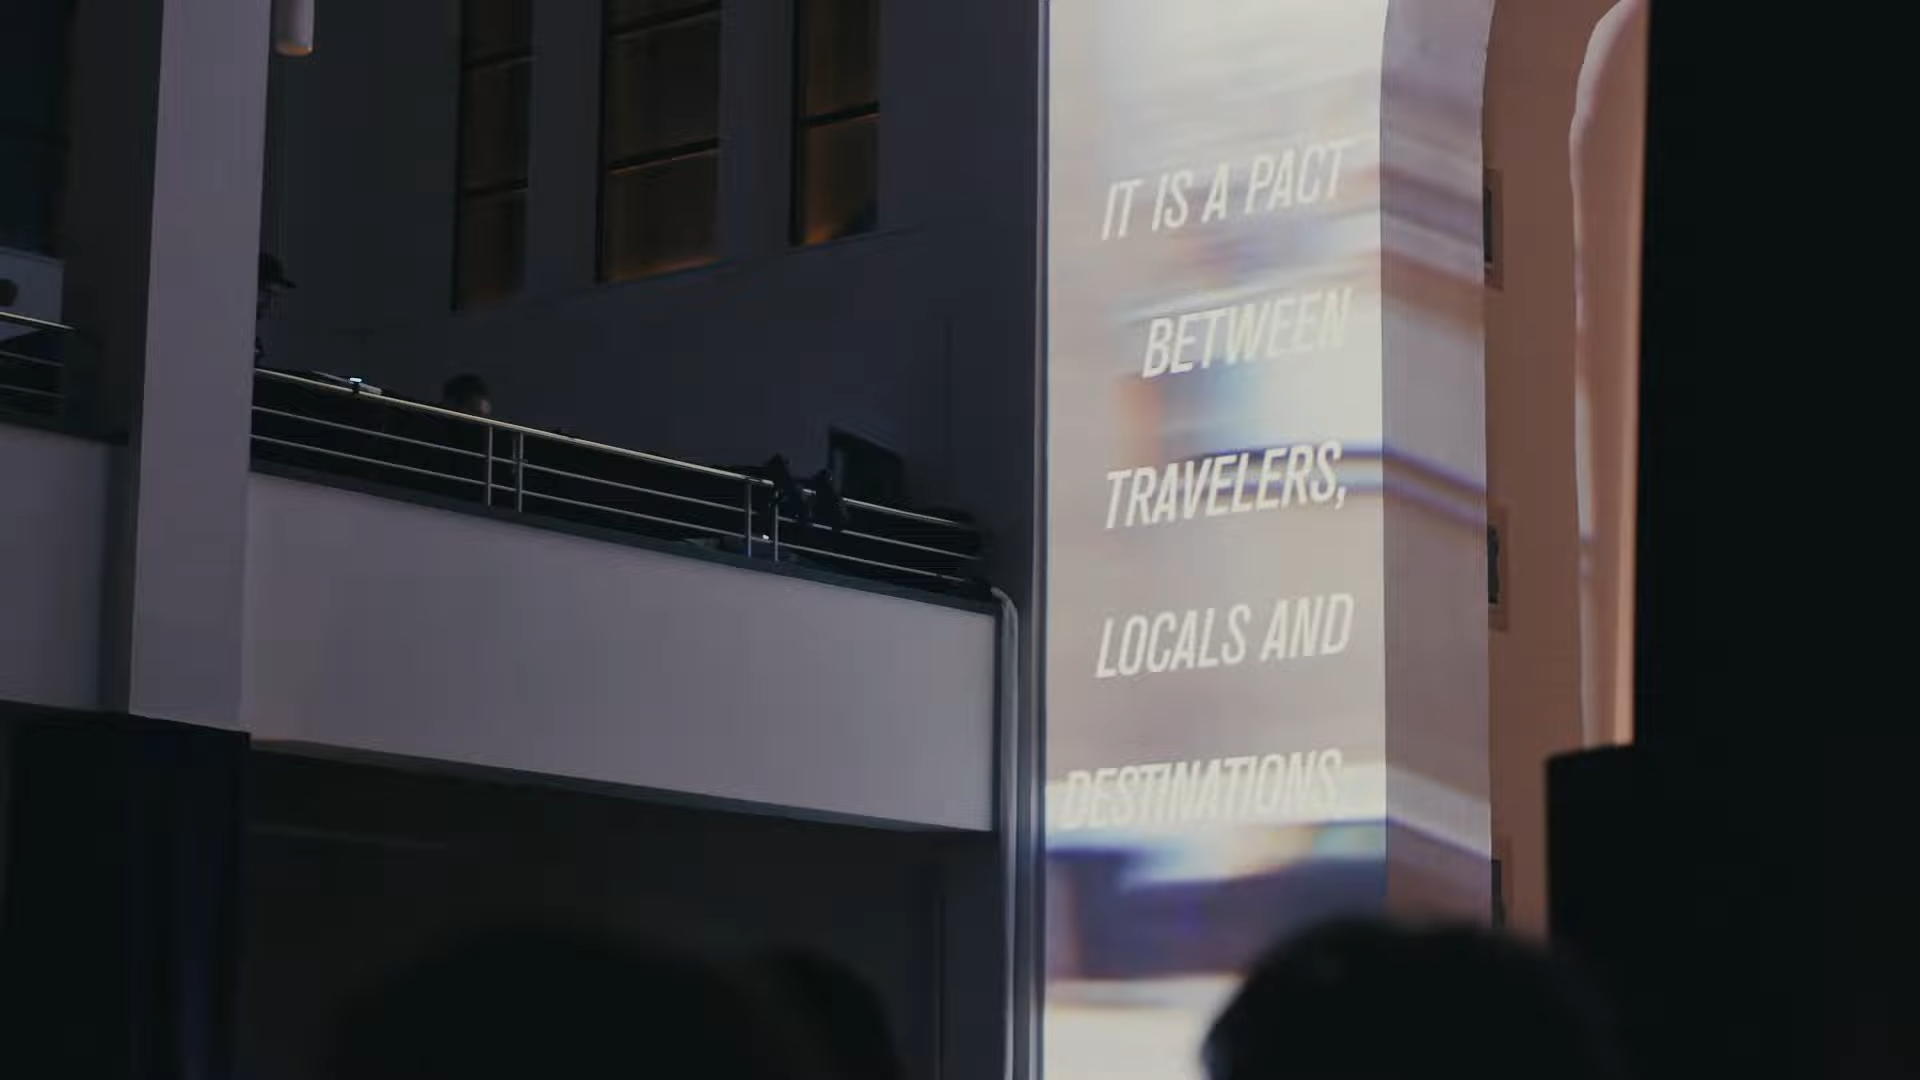 IT IS A PACT
BETWEEN
TRAVELERS,
LOCALS AND
DESTINATIONS